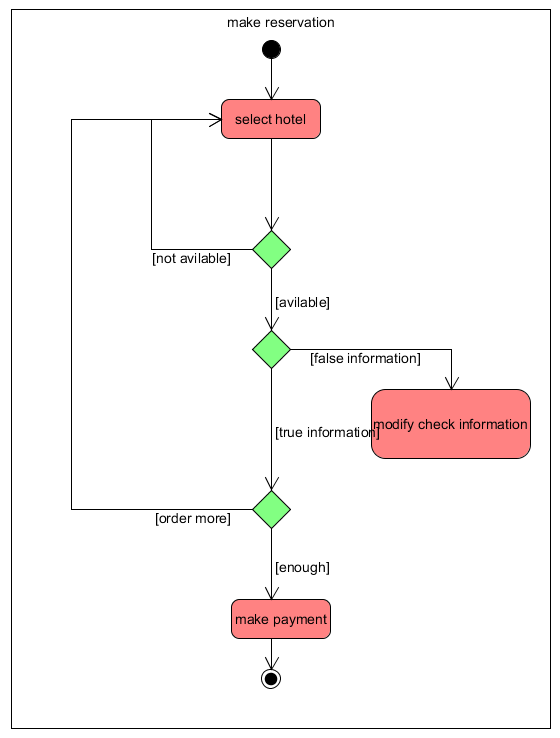 make reservation
select hotel
[not avilable]
[avilable]
[false information]
modify check information
[true information]
[order more]
[enough]
make payment